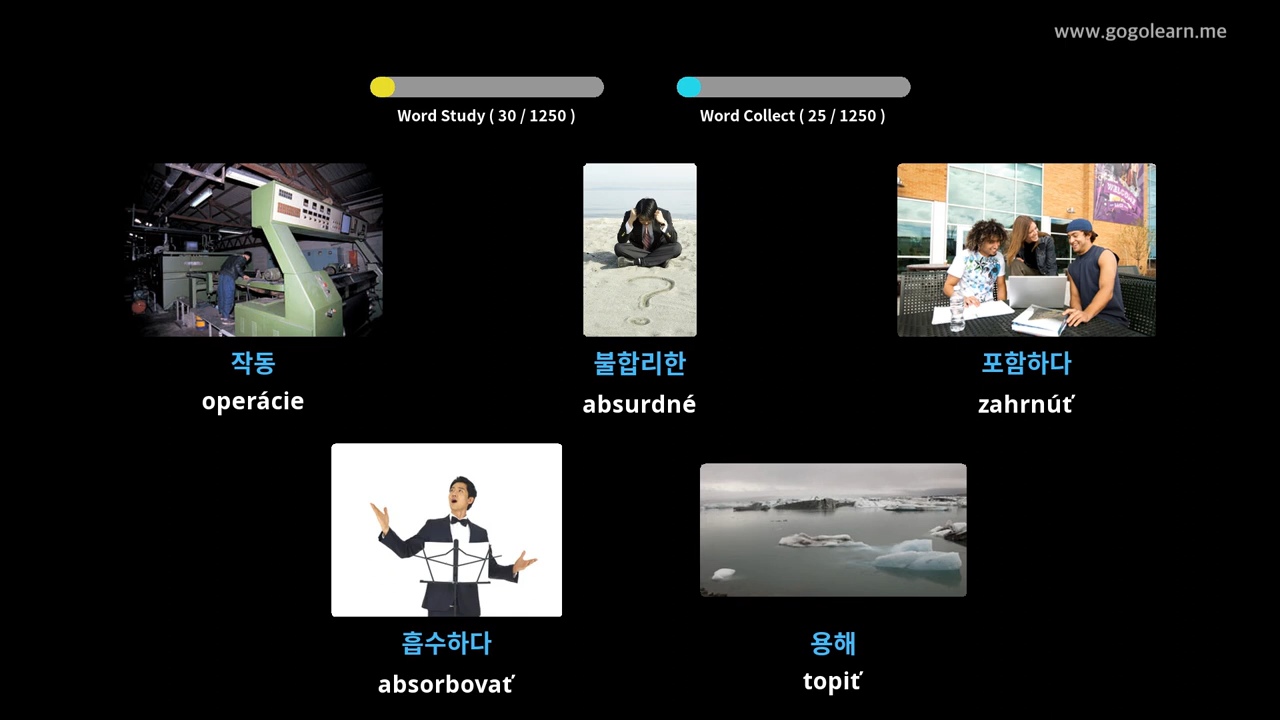 www.gogolearn.me
Word Study ( 30 / 1250 )
Word Collect ( 25 / 1250 )
작동
operácie
불합리한
absurdné
포함하다
zahrnúť
흡수하다
absorbovať
용해
topiť